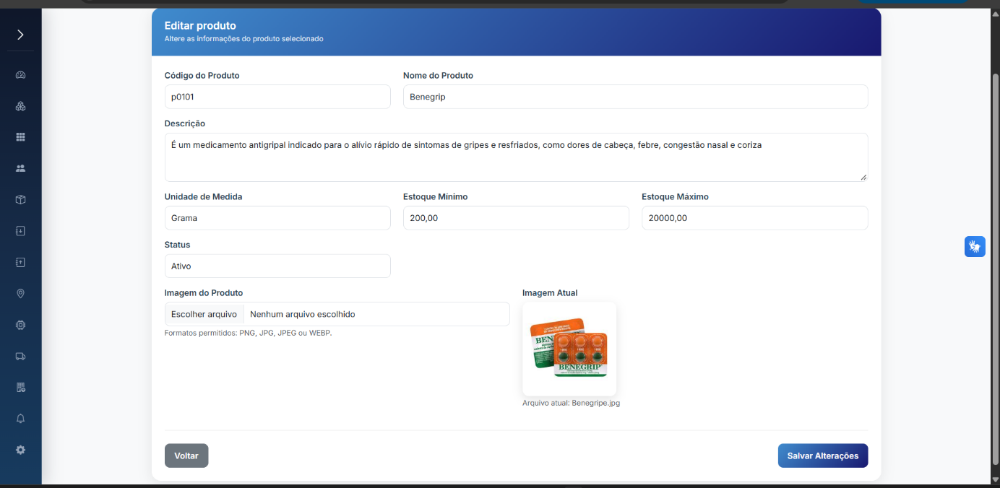 Editar produto
Altere as informações do produto selecionado
Código do Produto
Nome do Produto
p0101
Benegrip
Descrição
É um medicamento antigripal indicado para o alívio rápido de sintomas de gripes e resfriados, como dores de cabeça, febre, congestão nasal e coriza
Unidade de Medida
Estoque Mínimo
Estoque Máximo
Grama
200,00
20000,00
Status
Ativo
Imagem do Produto
Imagem Atual
Escolher arquivo
Nenhum arquivo escolhido
Formatos permitidos: PNG, JPG, JPEG ou WEBP.
BENEGRIP
Arquivo atual: Benegripe.jpg
Voltar
Salvar Alterações